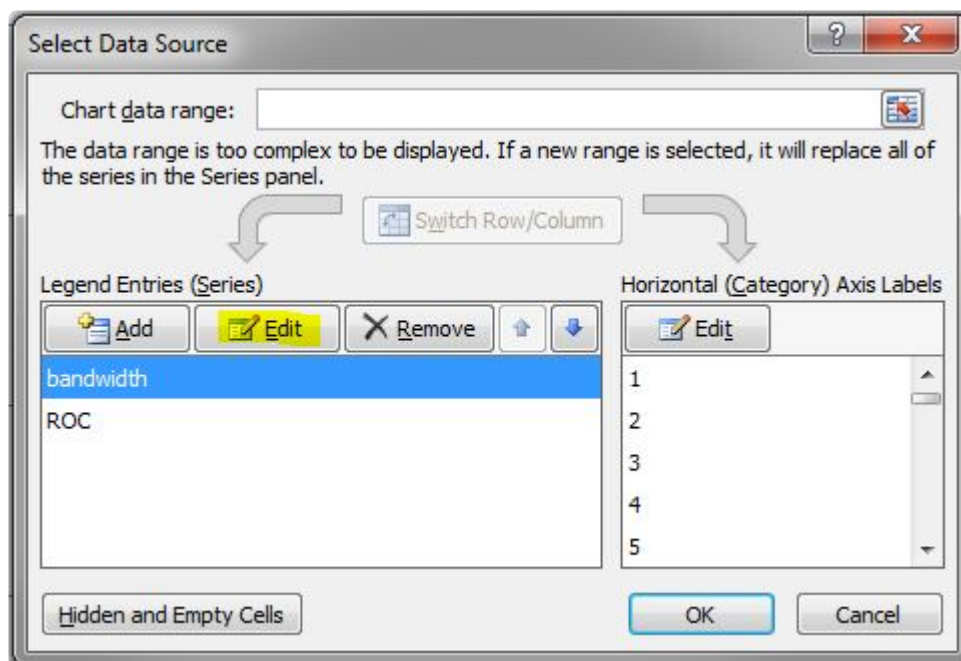 Select Data Source
Chart data range:
The data range is too complex to be displayed. If a new range is selected, it will replace all of
the series in the Series panel.
Switch Row/Column
Legend Entries (Series)
Horizontal (Category) Axis Labels
Add
Edit
Remove
Edit
bandwidth
ROC
1
2
3
4
5
Hidden and Empty Cells
OK
Cancel